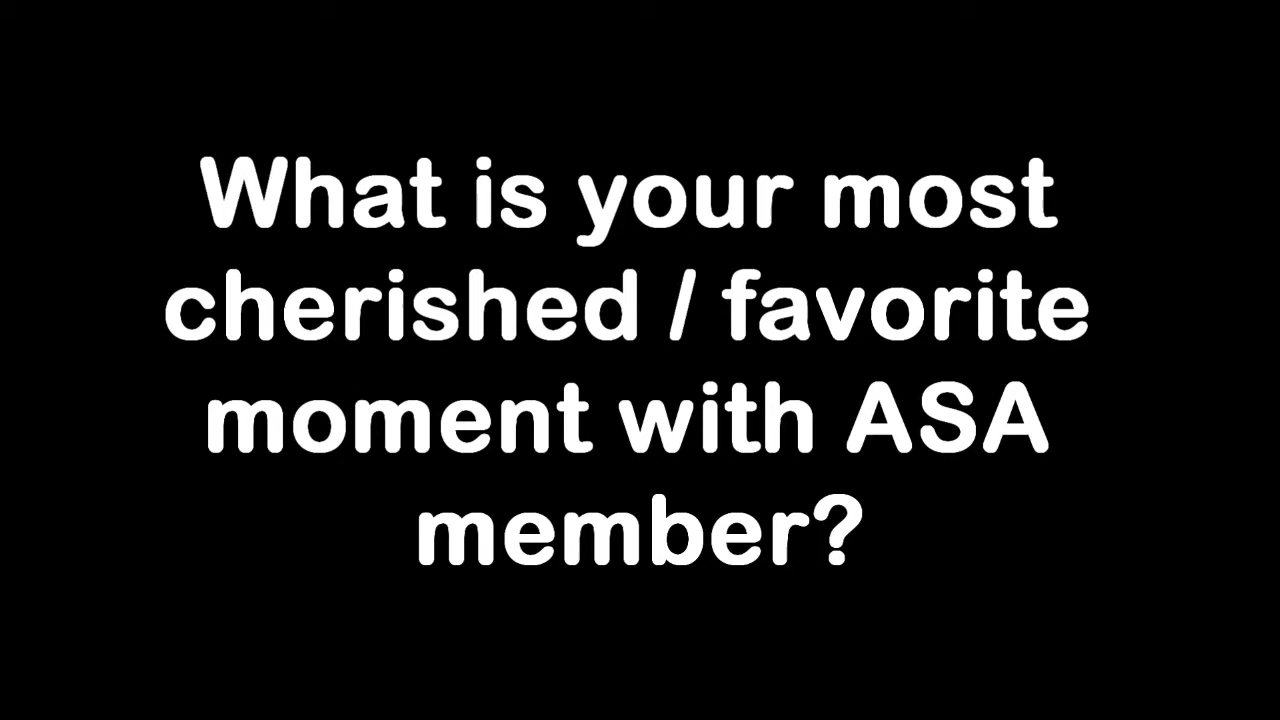 What is your most
cherished / favorite
moment with ASA
member?